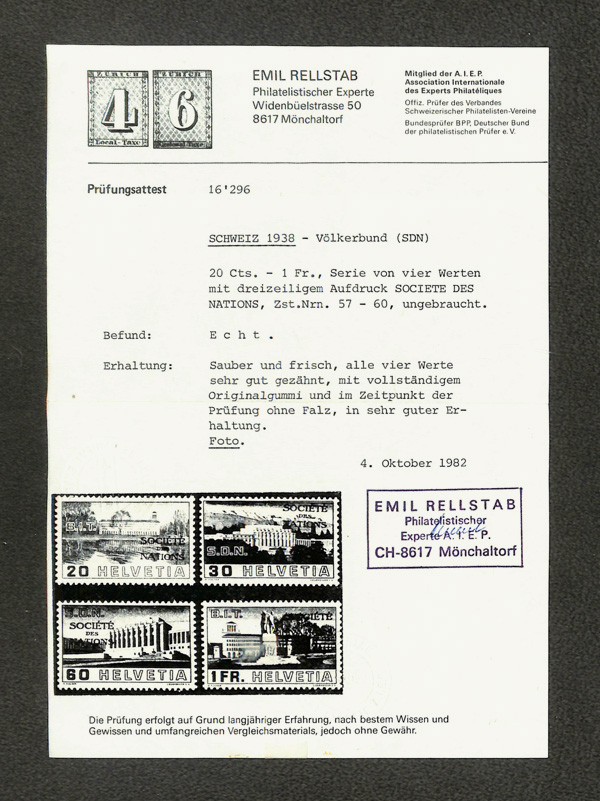 ZÜRICH
4
Local-Taxe
ZÜRICH
6
EMIL RELLSTAB
Philatelistischer Experte
Widenbüelstrasse 50
8617 Mönchaltorf
Mitglied der A.I.E.P.
Association Internationale
des Experts Philatéliques
Offiz. Prüfer des Verbandes
Schweizerischer Philatelisten-Vereine
Bundesprüfer BPP, Deutscher Bund
der philatelistischen Prüfer e.V.
Prüfungsattest 16'296
SCHWEIZ 1938 - Völkerbund (SDN)
20 Cts. - 1 Fr., Serie von vier Werten
mit dreizeiligem Aufdruck SOCIETE DES
NATIONS, Zst.Nrn. 57 - 60, ungebraucht.
Befund: Echt.
Erhaltung: Sauber und frisch, alle vier Werte
sehr gut gezähnt, mit vollständigem
Originalgummi und im Zeitpunkt der
Prüfung ohne Falz, in sehr guter Er-
haltung.
Foto.
4. Oktober 1982
B.I.T.
SOCIÉTÉ
DES
NATIONS
20 HELVETIA
SOCIÉTÉ
DES
NATIONS
S.D.N.
30 HELVETIA
S.D.N.
SOCIÉTÉ
DES
NATIONS
60 HELVETIA
B.I.T.
1 FR. HELVETIA
EMIL RELLSTAB
Philatelistischer
Experte A.I.E.P.
CH-8617 Mönchaltorf
Die Prüfung erfolgt auf Grund langjähriger Erfahrung, nach bestem Wissen und
Gewissen und umfangreichen Vergleichsmaterials, jedoch ohne Gewähr.